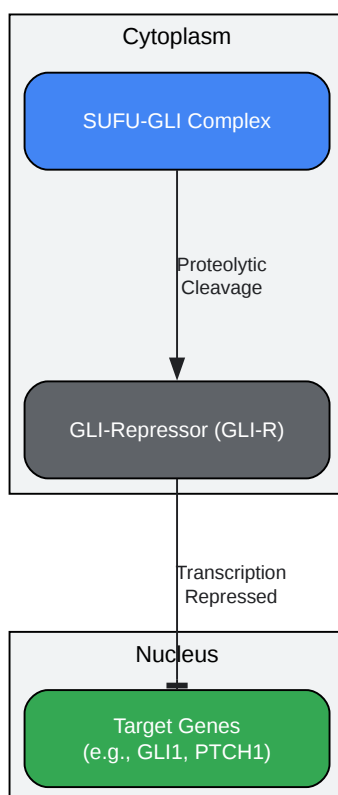 Cytoplasm
SUFU-GLI Complex
Proteolytic
Cleavage
GLI-Repressor (GLI-R)
Transcription
Repressed
Nucleus
Target Genes
(e.g., GLI1, PTCH1)